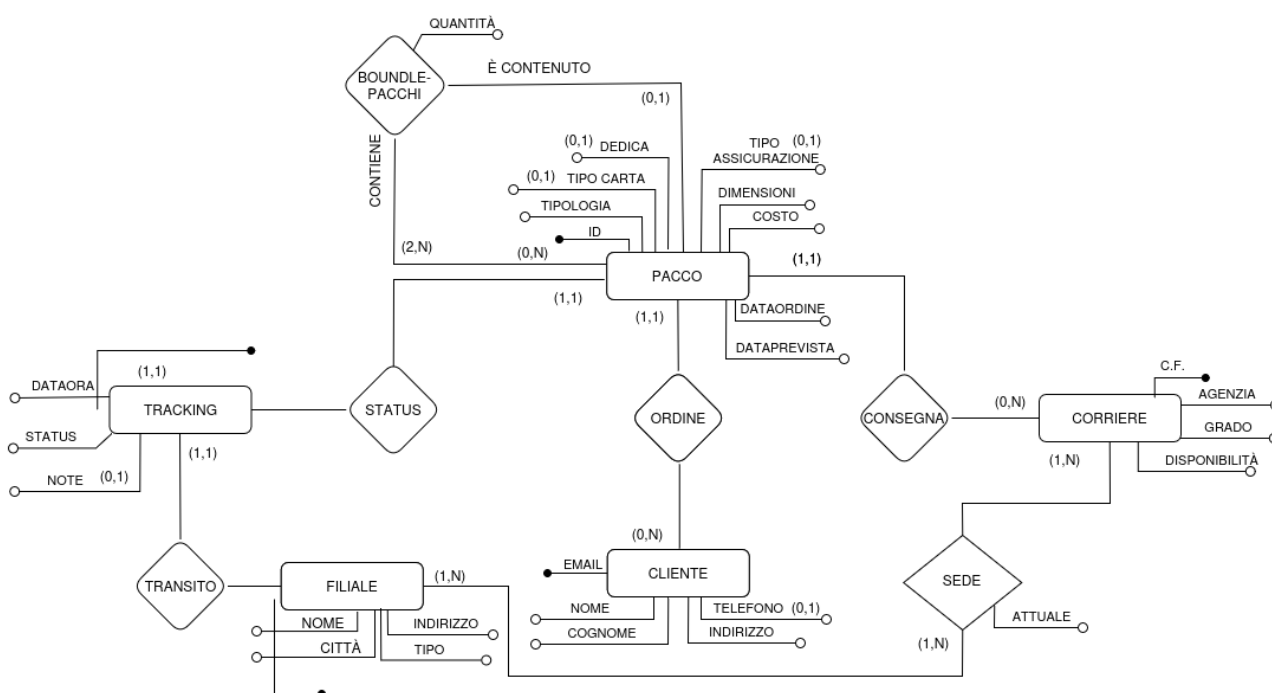 QUANTITÀ
BOUNDLE-
PACCHI
È CONTENUTO
(0,1)
CONTIENE
(0,1)
DEDICA
TIPO (0,1)
ASSICURAZIONE
(0,1) TIPO CARTA
DIMENSIONI
TIPOLOGIA
COSTO
ID
(2,N)
(0,N)
PACCO
(1,1)
(1,1)
(1,1)
DATAORDINE
DATAPREVISTA
(1,1)
DATAORA
TRACKING
STATUS
ORDINE
CONSEGNA
(0,N)
C.F.
AGENZIA
CORRIERE
GRADO
DISPONIBILITÀ
(1,N)
STATUS
(1,1)
NOTE (0,1)
(0,N)
EMAIL
CLIENTE
NOME
TELEFONO (0,1)
COGNOME
INDIRIZZO
TRANSITO
FILIALE
(1,N)
NOME
INDIRIZZO
CITTÀ
TIPO
SEDE
ATTUALE
(1,N)